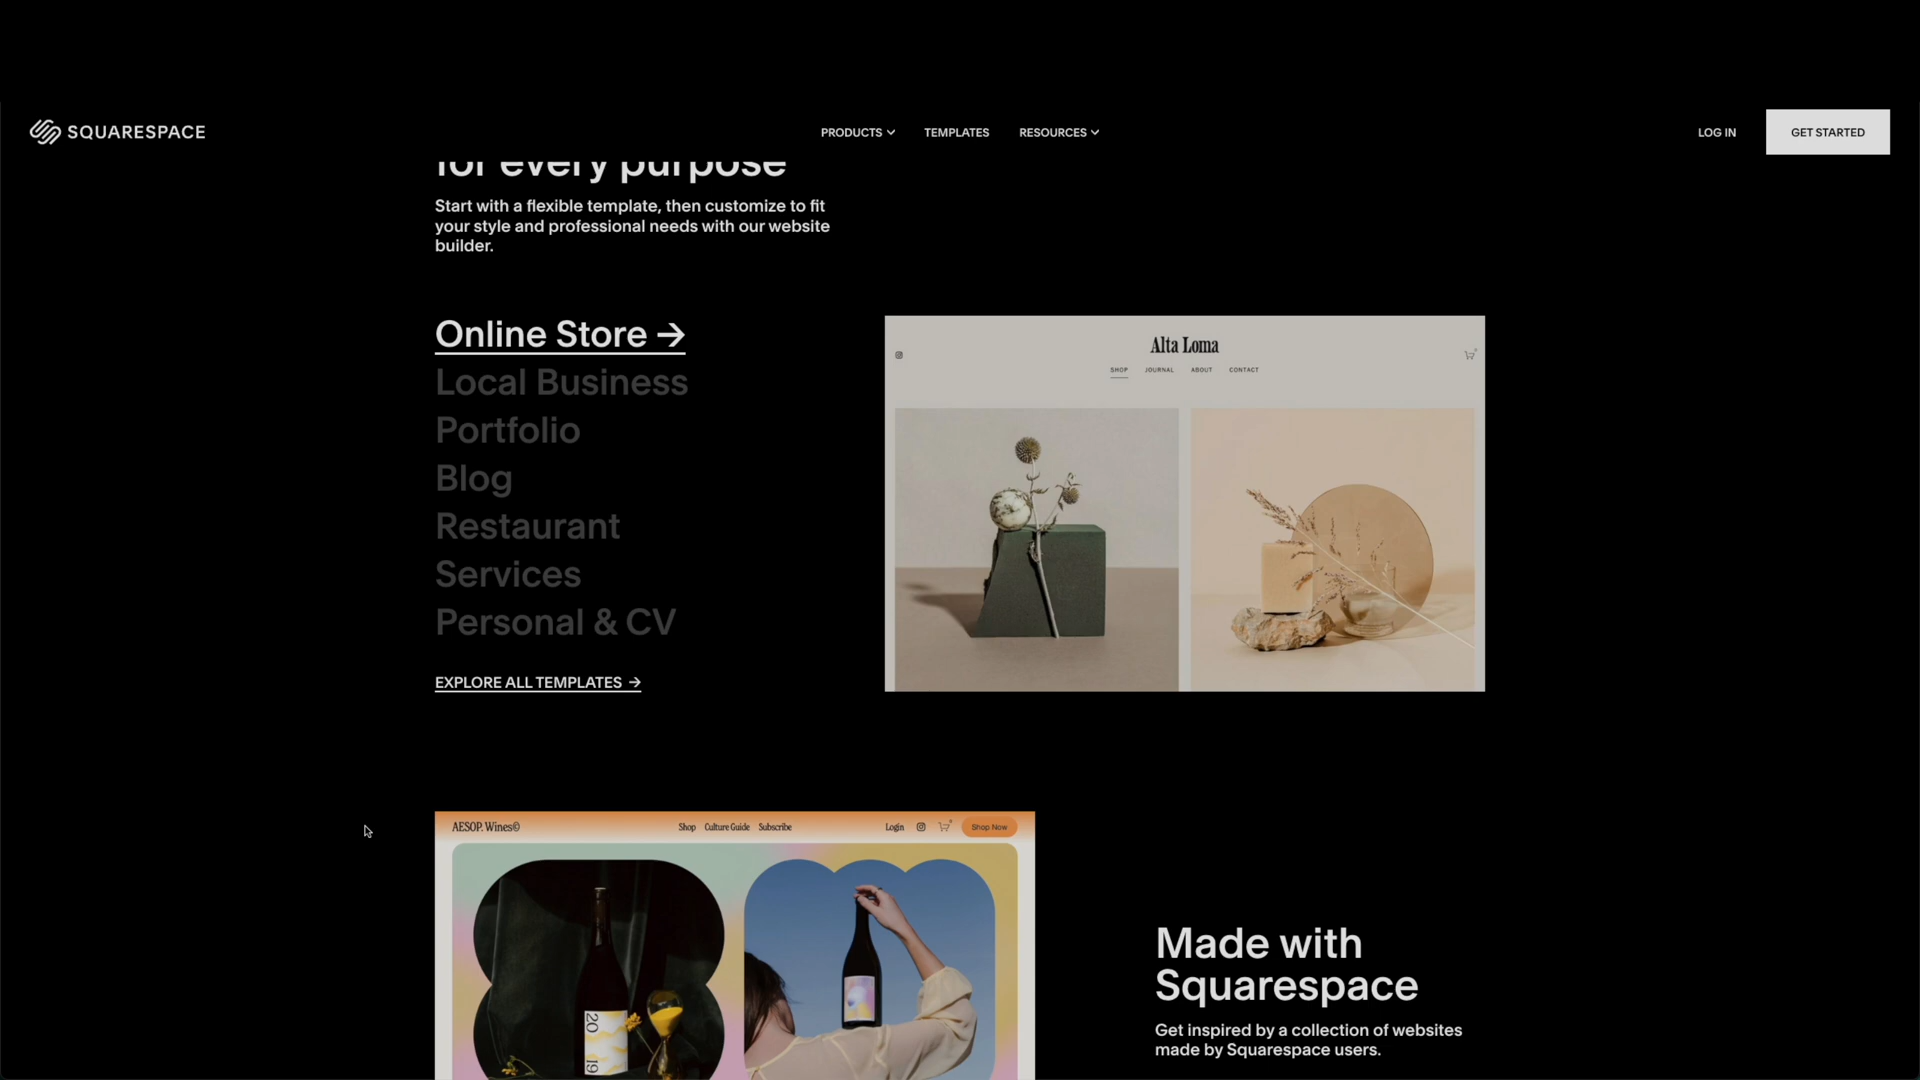 SQUARESPACE
PRODUCTS
TEMPLATES
RESOURCES
LOG IN
GET STARTED
for every purpose
Start with a flexible template, then customize to fit
your style and professional needs with our website
builder.
Online Store →
Local Business
Portfolio
Blog
Restaurant
Services
Personal & CV
EXPLORE ALL TEMPLATES →
Alta Loma
SHOP
JOURNAL
ABOUT
CONTACT
AESOP. Wines©
Shop
Culture Guide
Subscribe
Login
Shop Now
20
19
Made with
Squarespace
Get inspired by a collection of websites
made by Squarespace users.